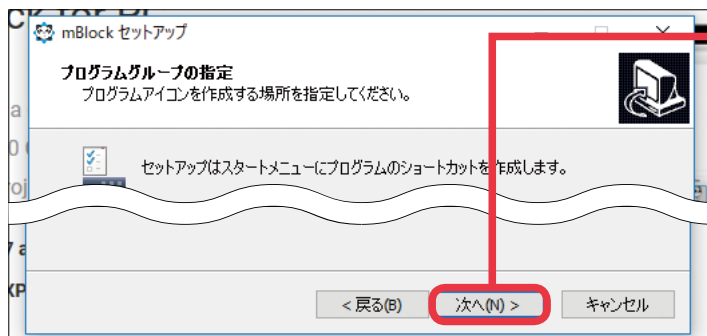 mBlock セットアップ
プログラムグループの指定
プログラムアイコンを作成する場所を指定してください。
セットアップはスタートメニューにプログラムのショートカットを作成します。
< 戻る(B)
次へ(N) >
キャンセル